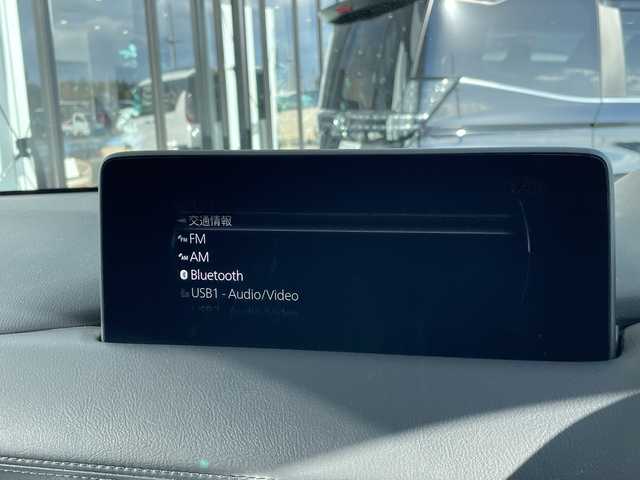 交通情報
FM
AM
Bluetooth
USB1 - Audio/Video